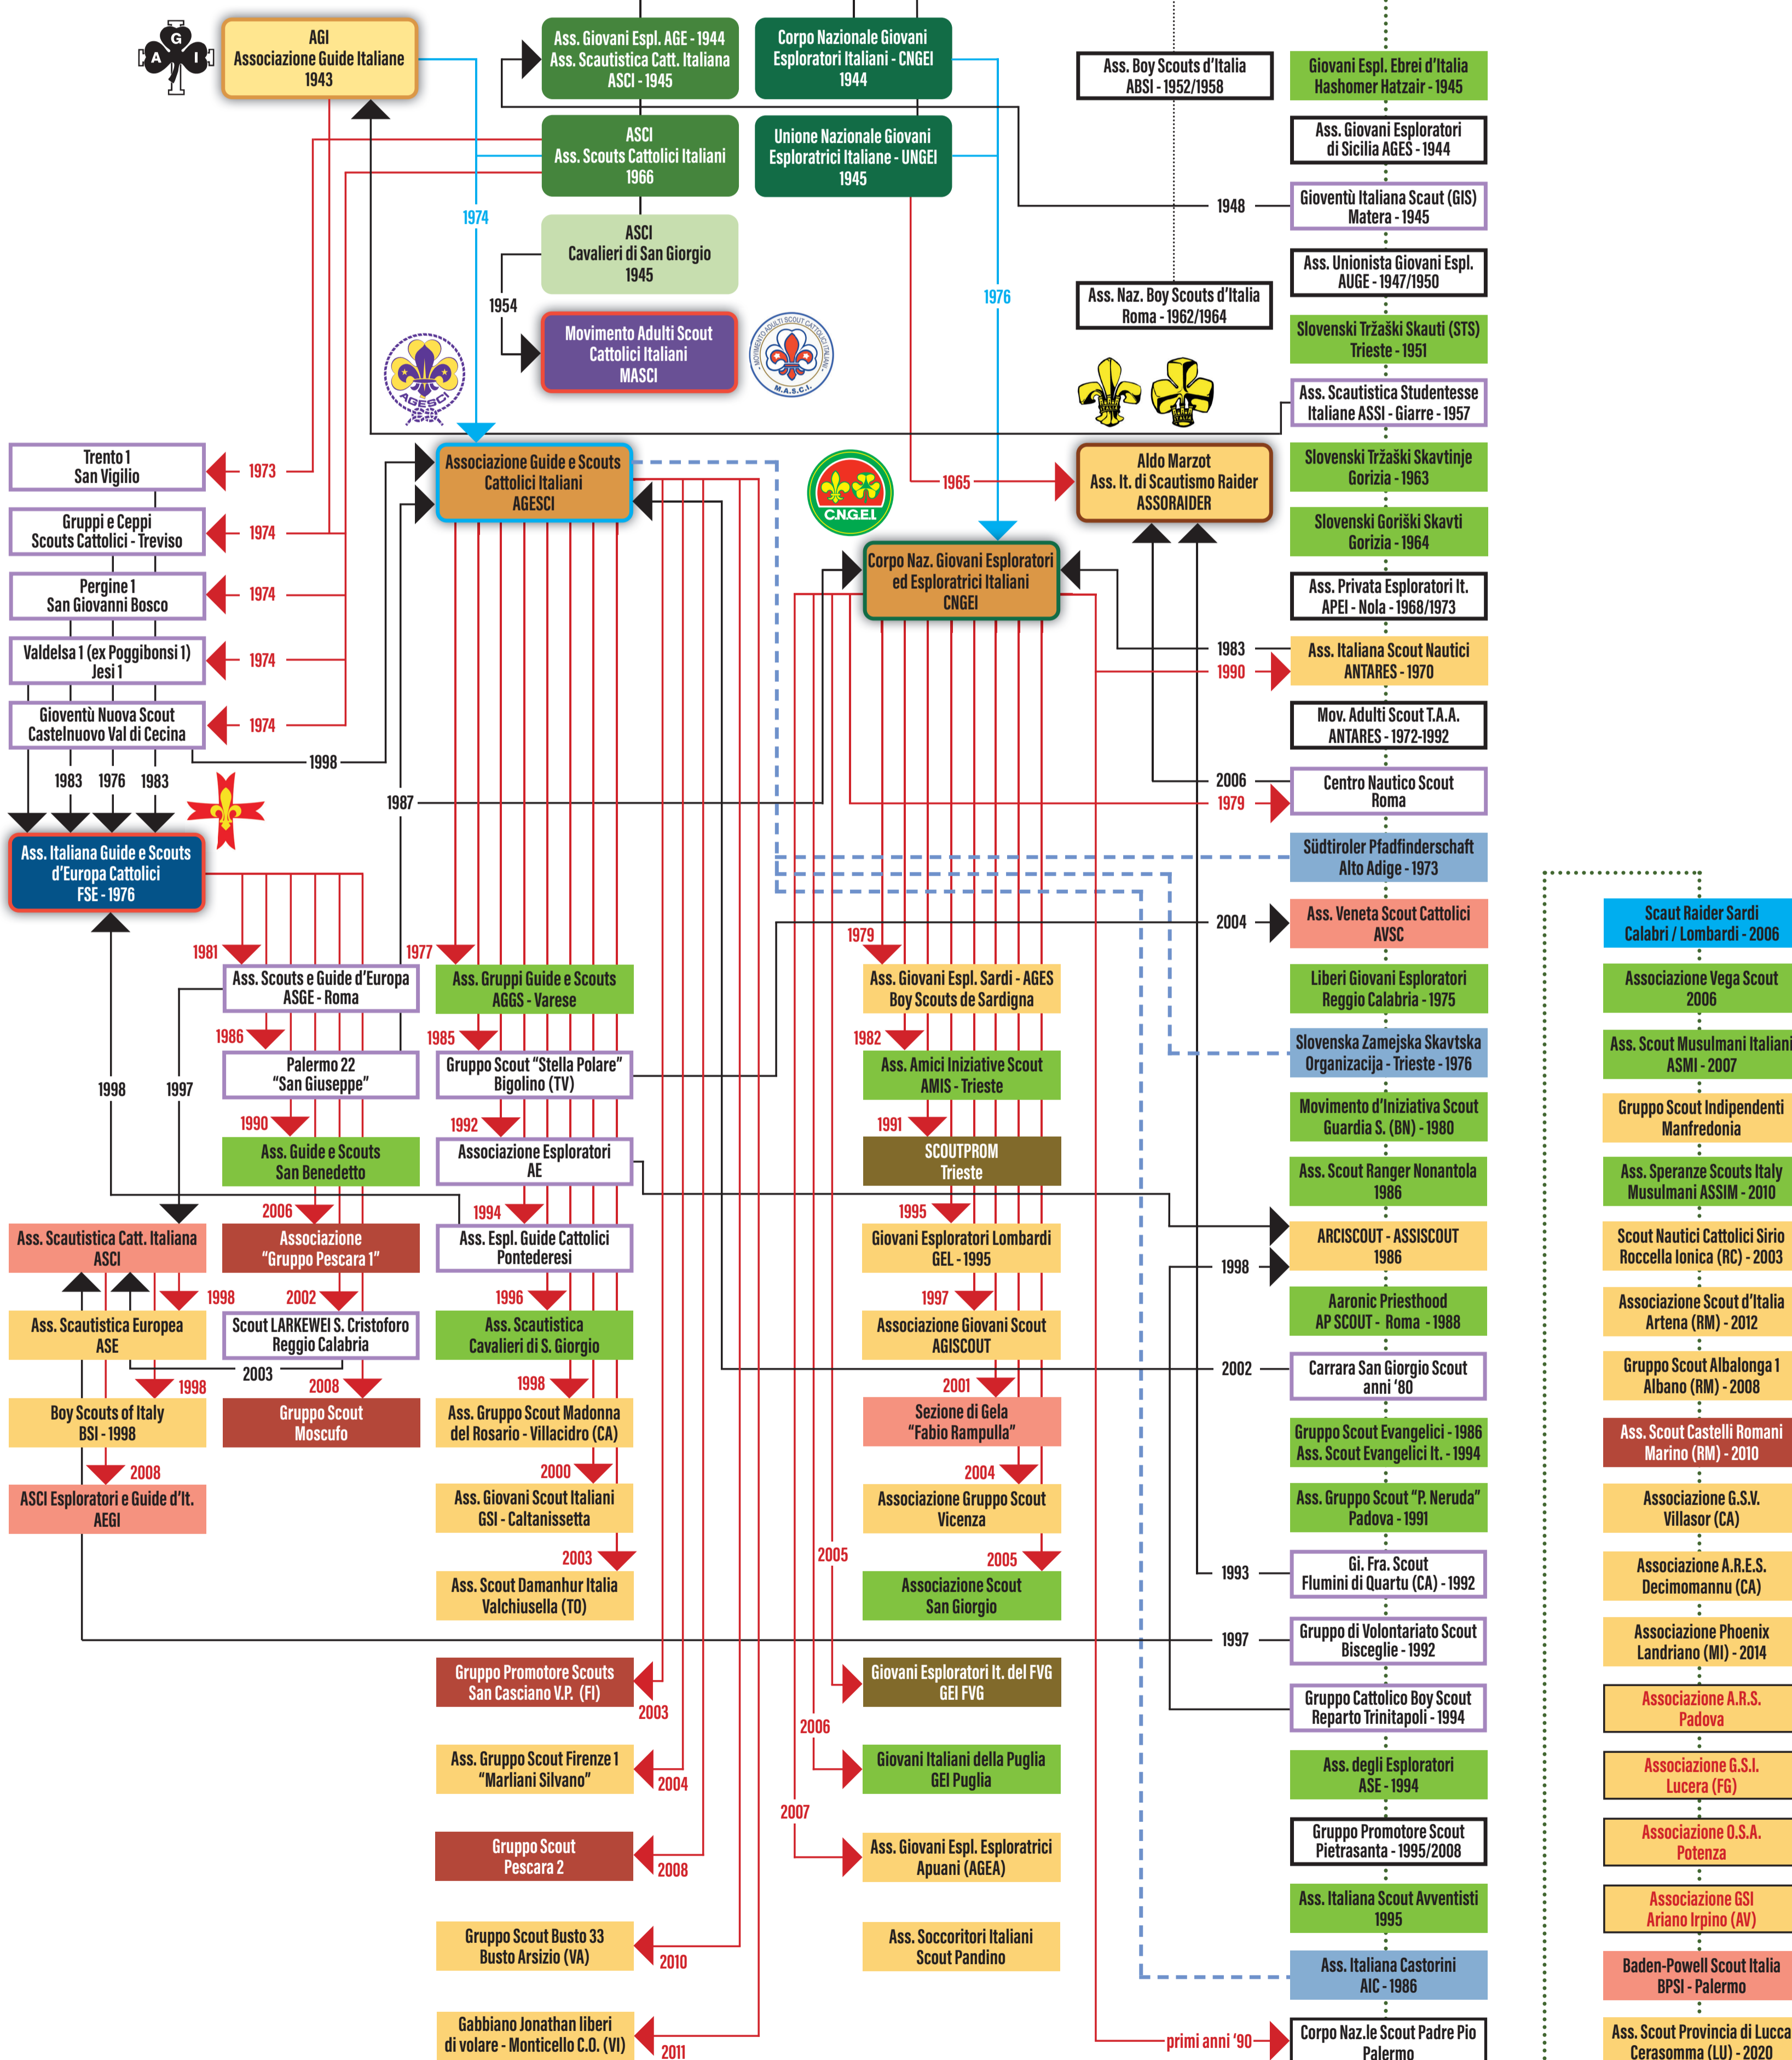 AGI
Associazione Guide Italiane
1943
A G I
Ass. Giovani Espl. AGE - 1944
Ass. Scautistica Catt. Italiana
ASCI - 1945
Corpo Nazionale Giovani
Esploratori Italiani - CNGEI
1944
ASCI
Ass. Scouts Cattolici Italiani
1966
Unione Nazionale Giovani
Esploratrici Italiane - UNGEI
1945
ASCI
Cavalieri di San Giorgio
1945
1974
1954
1976
Movimento Adulti Scout
Cattolici Italiani
MASCI
MOVIMENTO ADULTI SCOUT CATTOLICI ITALIANI
M.A.S.C.I.
AGESCI
Ass. Boy Scouts d'Italia
ABSI - 1952/1958
Ass. Naz. Boy Scouts d'Italia
Roma - 1962/1964
Giovani Espl. Ebrei d'Italia
Hashomer Hatzair - 1945
Ass. Giovani Esploratori
di Sicilia AGES - 1944
1948
Gioventù Italiana Scaut (GIS)
Matera - 1945
Ass. Unionista Giovani Espl.
AUGE - 1947/1950
Slovenski Tržaški Skauti (STS)
Trieste - 1951
Ass. Scautistica Studentesse
Italiane ASSI - Giarre - 1957
Slovenski Tržaški Skavtinje
Gorizia - 1963
Slovenski Goriški Skavti
Gorizia - 1964
Ass. Privata Esploratori It.
APEI - Nola - 1968/1973
1983
1990
Ass. Italiana Scout Nautici
ANTARES - 1970
Mov. Adulti Scout T.A.A.
ANTARES - 1972-1992
2006
1979
Centro Nautico Scout
Roma
Südtiroler Pfadfinderschaft
Alto Adige - 1973
2004
Ass. Veneta Scout Cattolici
AVSC
Liberi Giovani Esploratori
Reggio Calabria - 1975
Slovenska Zamejska Skavtska
Organizacija - Trieste - 1976
Movimento d'Iniziativa Scout
Guardia S. (BN) - 1980
Ass. Scout Ranger Nonantola
1986
ARCISCOUT - ASSISCOUT
1986
1998
Aaronic Priesthood
AP SCOUT - Roma - 1988
2002
Carrara San Giorgio Scout
anni '80
Gruppo Scout Evangelici - 1986
Ass. Scout Evangelici It. - 1994
Ass. Gruppo Scout "P. Neruda"
Padova - 1991
1993
Gi. Fra. Scout
Flumini di Quartu (CA) - 1992
1997
Gruppo di Volontariato Scout
Bisceglie - 1992
Gruppo Cattolico Boy Scout
Reparto Trinitapoli - 1994
Ass. degli Esploratori
ASE - 1994
Gruppo Promotore Scout
Pietrasanta - 1995/2008
Ass. Italiana Scout Avventisti
1995
Ass. Italiana Castorini
AIC - 1986
primi anni '90
Corpo Naz.le Scout Padre Pio
Palermo
Trento 1
San Vigilio
1973
Gruppi e Ceppi
Scouts Cattolici - Treviso
1974
Pergine 1
San Giovanni Bosco
1974
Valdelsa 1 (ex Poggibonsi 1)
Jesi 1
1974
Gioventù Nuova Scout
Castelnuovo Val di Cecina
1974
1998
1983
1976
1983
1987
Ass. Italiana Guide e Scouts
d'Europa Cattolici
FSE - 1976
1998
1997
Associazione Guide e Scouts
Cattolici Italiani
AGESCI
C.N.G.E.I.
1965
Aldo Marzot
Ass. It. di Scautismo Raider
ASSORAIDER
Corpo Naz. Giovani Esploratori
ed Esploratrici Italiani
CNGEI
1981
Ass. Scouts e Guide d'Europa
ASGE - Roma
1986
Palermo 22
"San Giuseppe"
1990
Ass. Guide e Scouts
San Benedetto
2006
Associazione
"Gruppo Pescara 1"
2002
Scout LARKEWEI S. Cristoforo
Reggio Calabria
2003
2008
Gruppo Scout
Moscufo
Ass. Scautistica Catt. Italiana
ASCI
1998
Ass. Scautistica Europea
ASE
1998
Boy Scouts of Italy
BSI - 1998
2008
ASCI Esploratori e Guide d'It.
AEGI
1977
Ass. Gruppi Guide e Scouts
AGGS - Varese
1985
Gruppo Scout "Stella Polare"
Bigolino (TV)
1992
Associazione Esploratori
AE
1994
Ass. Espl. Guide Cattolici
Pontederesi
1996
Ass. Scautistica
Cavalieri di S. Giorgio
1998
Ass. Gruppo Scout Madonna
del Rosario - Villacidro (CA)
2000
Ass. Giovani Scout Italiani
GSI - Caltanissetta
2003
Ass. Scout Damanhur Italia
Valchiusella (TO)
Gruppo Promotore Scouts
San Casciano V.P. (FI)
2003
Ass. Gruppo Scout Firenze 1
"Marliani Silvano"
2004
Gruppo Scout
Pescara 2
2008
Gruppo Scout Busto 33
Busto Arsizio (VA)
2010
Gabbiano Jonathan liberi
di volare - Monticello C.O. (VI)
2011
1979
Ass. Giovani Espl. Sardi - AGES
Boy Scouts de Sardigna
1982
Ass. Amici Iniziative Scout
AMIS - Trieste
1991
SCOUTPROM
Trieste
1995
Giovani Esploratori Lombardi
GEL - 1995
1997
Associazione Giovani Scout
AGISCOUT
2001
Sezione di Gela
"Fabio Rampulla"
2004
Associazione Gruppo Scout
Vicenza
2005
2005
Associazione Scout
San Giorgio
Giovani Esploratori It. del FVG
GEI FVG
2006
Giovani Italiani della Puglia
GEI Puglia
2007
Ass. Giovani Espl. Esploratrici
Apuani (AGEA)
Ass. Soccoritori Italiani
Scout Pandino
Scaut Raider Sardi
Calabri / Lombardi - 2006
Associazione Vega Scout
2006
Ass. Scout Musulmani Italiani
ASMI - 2007
Gruppo Scout Indipendenti
Manfredonia
Ass. Speranze Scouts Italy
Musulmani ASSIM - 2010
Scout Nautici Cattolici Sirio
Roccella Ionica (RC) - 2003
Associazione Scout d'Italia
Artena (RM) - 2012
Gruppo Scout Albalonga 1
Albano (RM) - 2008
Ass. Scout Castelli Romani
Marino (RM) - 2010
Associazione G.S.V.
Villasor (CA)
Associazione A.R.E.S.
Decimomannu (CA)
Associazione Phoenix
Landriano (MI) - 2014
Associazione A.R.S.
Padova
Associazione G.S.I.
Lucera (FG)
Associazione O.S.A.
Potenza
Associazione GSI
Ariano Irpino (AV)
Baden-Powell Scout Italia
BPSI - Palermo
Ass. Scout Provincia di Lucca
Cerasomma (LU) - 2020